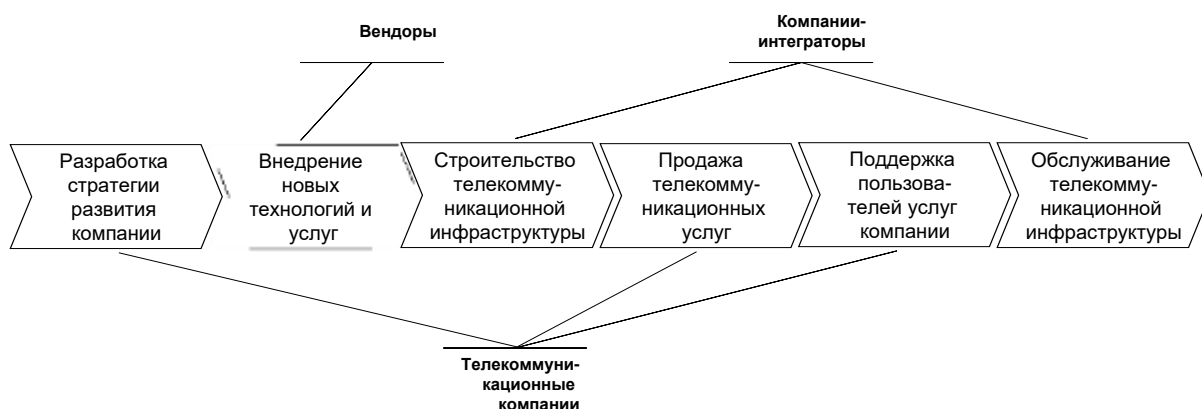 Вендоры
Компании-
интеграторы
Разработка
стратегии
развития
компании
Внедрение
новых
технологий и
услуг
Строительство
телекомму-
никационной
инфраструктуры
Продажа
телекомму-
никационных
услуг
Поддержка
пользова-
телей услуг
компании
Обслуживание
телекомму-
никационной
инфраструктуры
Телекоммуни-
кационные
компании